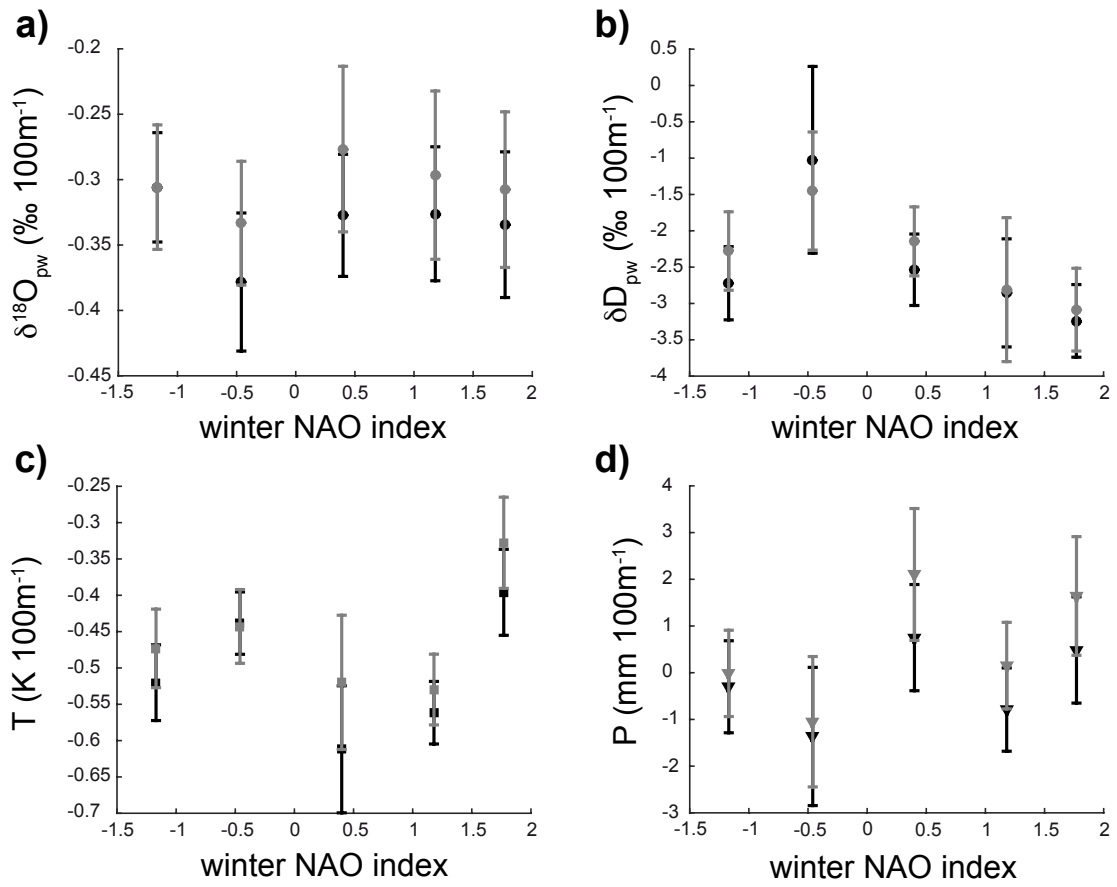 a)
-0.2
-0.25
-0.3
-0.35
-0.4
-0.45
δ¹⁸O_pw (‰ 100m⁻¹)
-1.5 -1 -0.5 0 0.5 1 1.5 2
winter NAO index
b)
0.5
0
-0.5
-1
-1.5
-2
-2.5
-3
-3.5
-4
δD_pw (‰ 100m⁻¹)
-1.5 -1 -0.5 0 0.5 1 1.5 2
winter NAO index
c)
-0.25
-0.3
-0.35
-0.4
-0.45
-0.5
-0.55
-0.6
-0.65
-0.7
T (K 100m⁻¹)
-1.5 -1 -0.5 0 0.5 1 1.5 2
winter NAO index
d)
4
3
2
1
0
-1
-2
-3
P (mm 100m⁻¹)
-1.5 -1 -0.5 0 0.5 1 1.5 2
winter NAO index